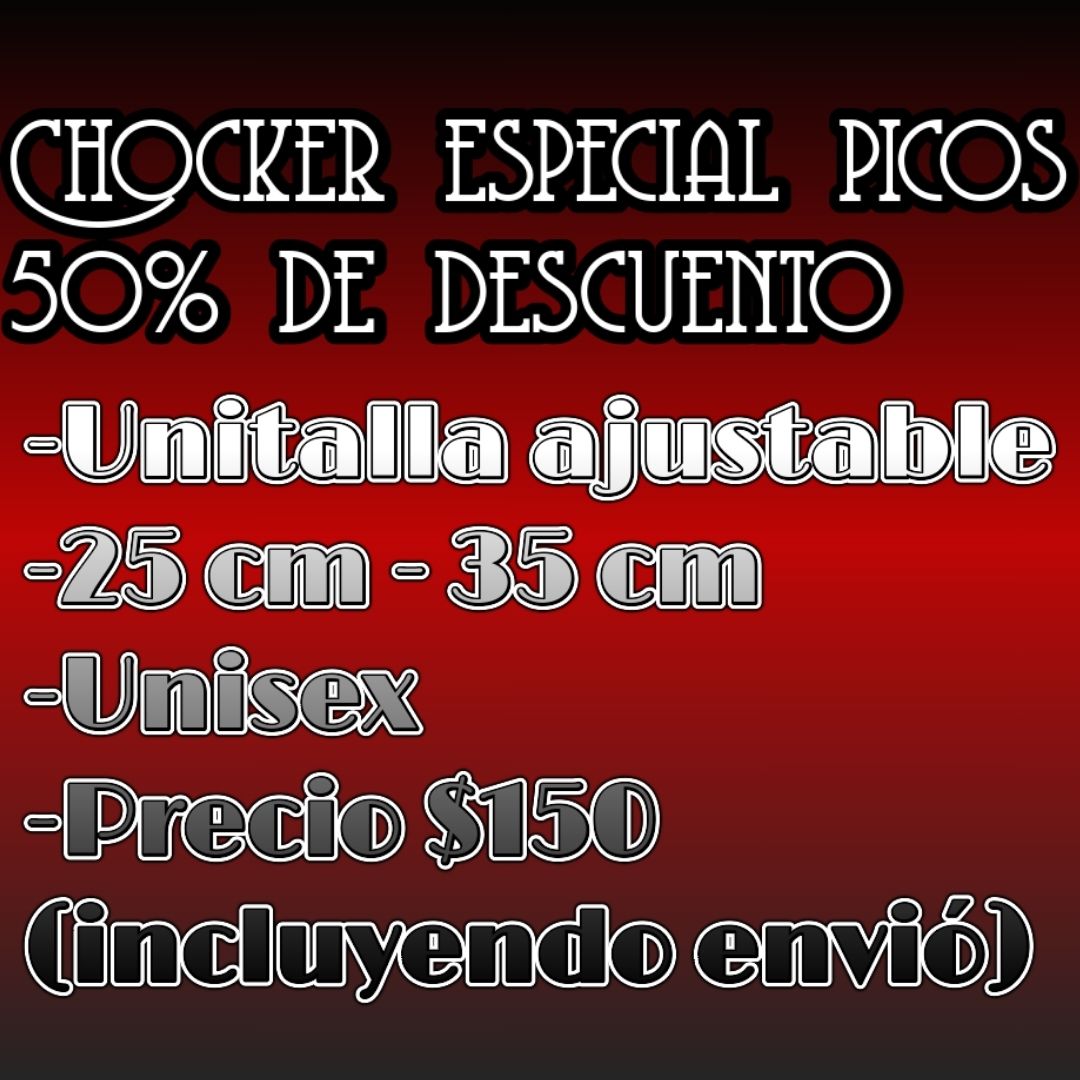 CHOCKER ESPECIAL PICOS
50% DE DESCUENTO
-Unitalla ajustable
-25 cm - 35 cm
-Unisex
-Precio $150
(incluyendo envió)